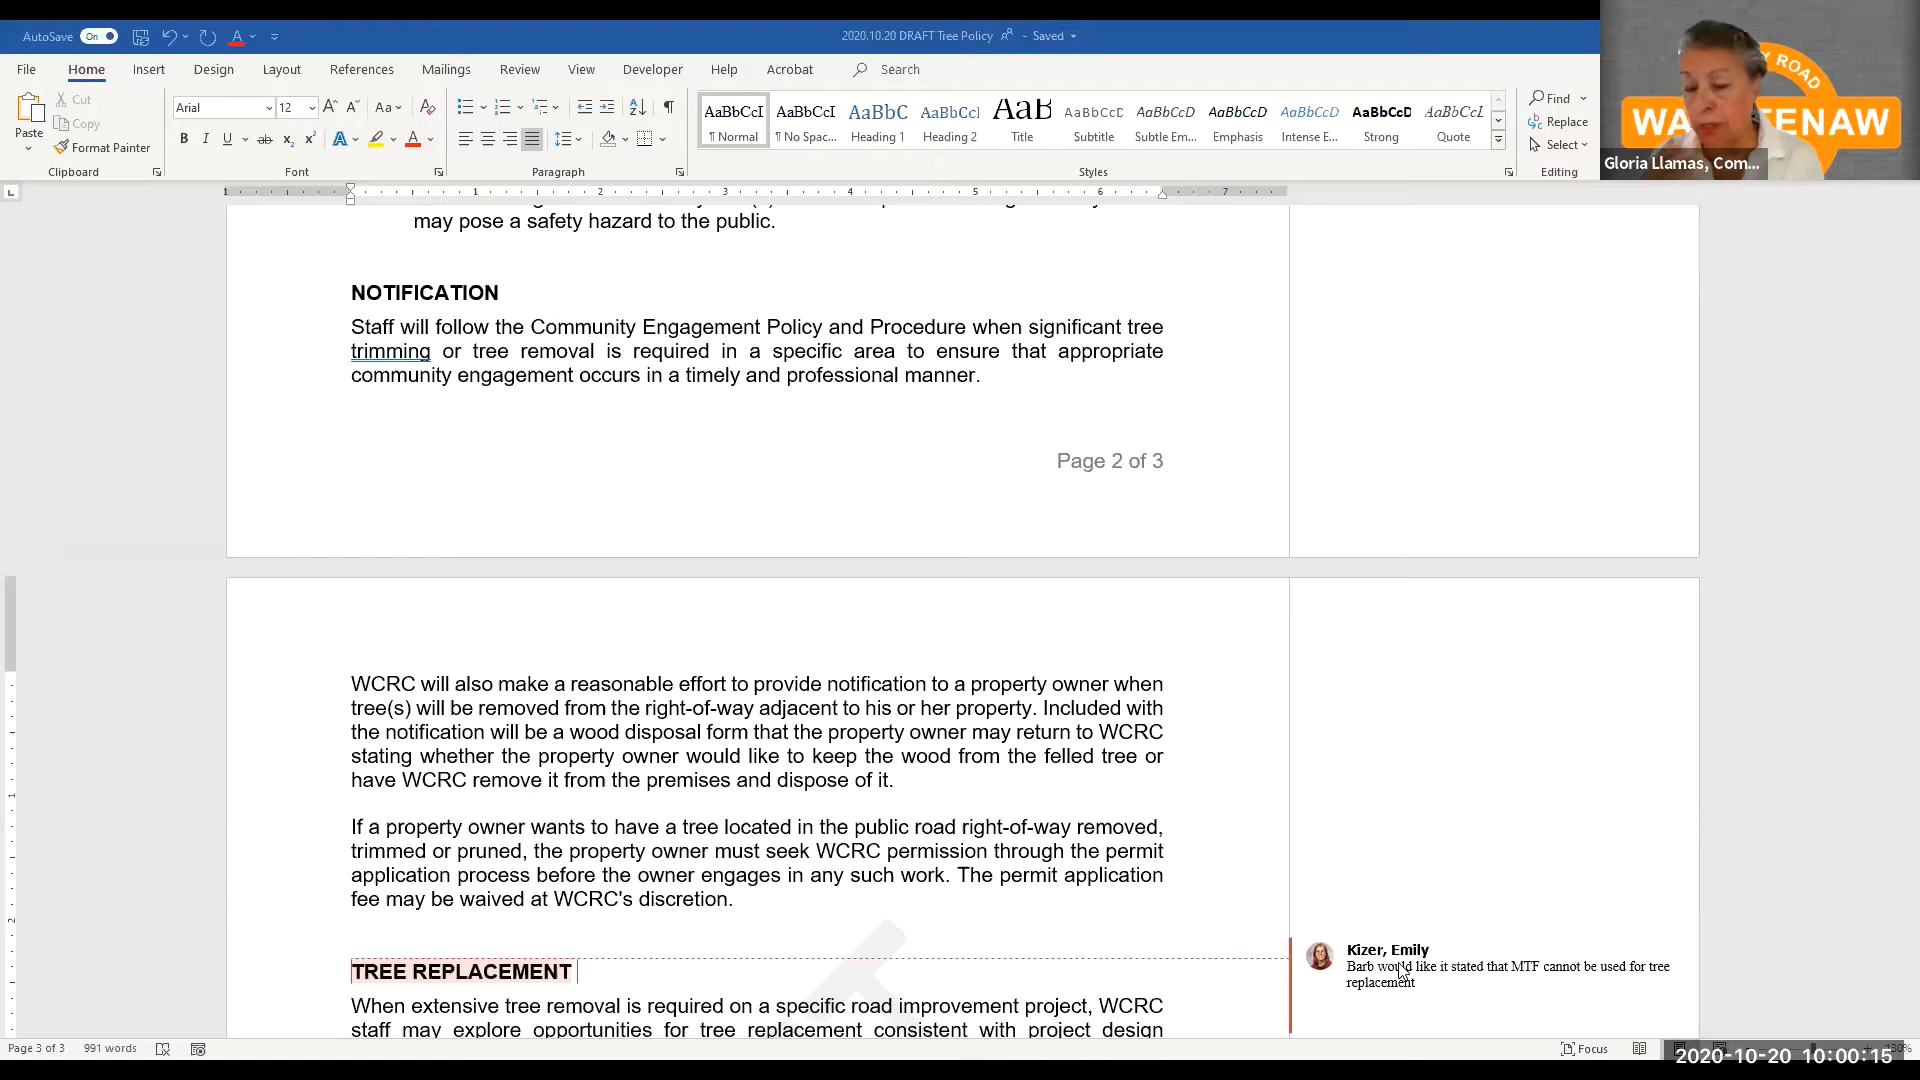 AutoSave On
2020.10.20 DRAFT Tree Policy - Saved
File Home Insert Design Layout References Mailings Review View Developer Help Acrobat Search
Paste
Cut
Copy
Format Painter
Clipboard
Arial 12
Font
Paragraph
AaBbCcI AaBbCcI AaBbC AaBbCcI AaB AaBbCcD AaBbCcD AaBbCcD AaBbCcD AaBbCcD AaBbCcL
¶ Normal ¶ No Spac... Heading 1 Heading 2 Title Subtitle Subtle Em... Emphasis Intense E... Strong Quote
Styles
Find
Replace
Select
Editing
Y ROAD
WA TENAW
Gloria Llamas, Com...
may pose a safety hazard to the public.
NOTIFICATION
Staff will follow the Community Engagement Policy and Procedure when significant tree
trimming or tree removal is required in a specific area to ensure that appropriate
community engagement occurs in a timely and professional manner.
Page 2 of 3
WCRC will also make a reasonable effort to provide notification to a property owner when
tree(s) will be removed from the right-of-way adjacent to his or her property. Included with
the notification will be a wood disposal form that the property owner may return to WCRC
stating whether the property owner would like to keep the wood from the felled tree or
have WCRC remove it from the premises and dispose of it.
If a property owner wants to have a tree located in the public road right-of-way removed,
trimmed or pruned, the property owner must seek WCRC permission through the permit
application process before the owner engages in any such work. The permit application
fee may be waived at WCRC's discretion.
TREE REPLACEMENT
When extensive tree removal is required on a specific road improvement project, WCRC
staff may explore opportunities for tree replacement consistent with project design
Kizer, Emily
Barb would like it stated that MTF cannot be used for tree
replacement
Page 3 of 3 991 words
Focus
2020-10-20 10:00:15